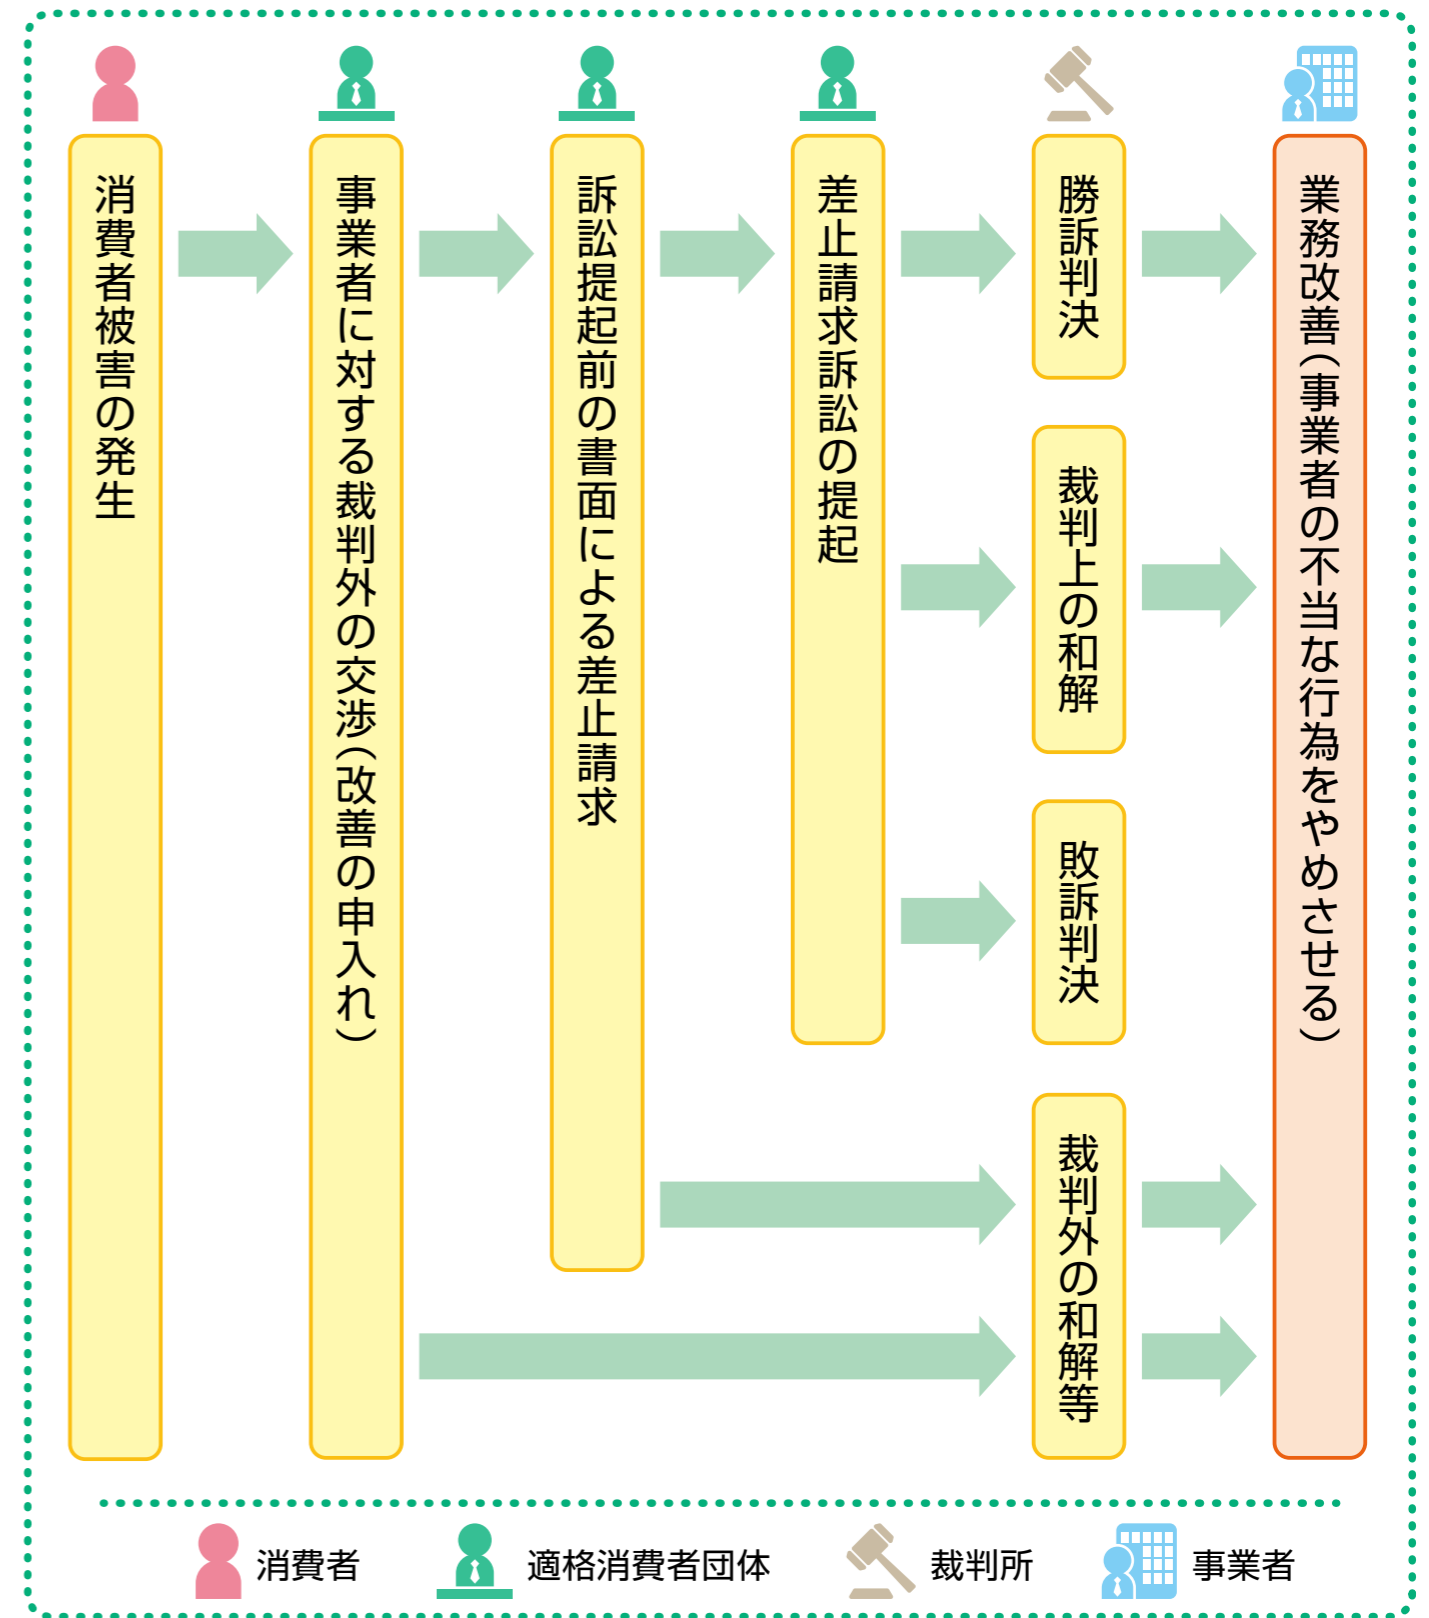 消費者被害の発生
事業者に対する裁判外の交渉（改善の申入れ）
訴訟提起前の書面による差止請求
差止請求訴訟の提起
勝訴判決
裁判上の和解
敗訴判決
裁判外の和解等
業務改善（事業者の不当な行為をやめさせる）
消費者
適格消費者団体
裁判所
事業者